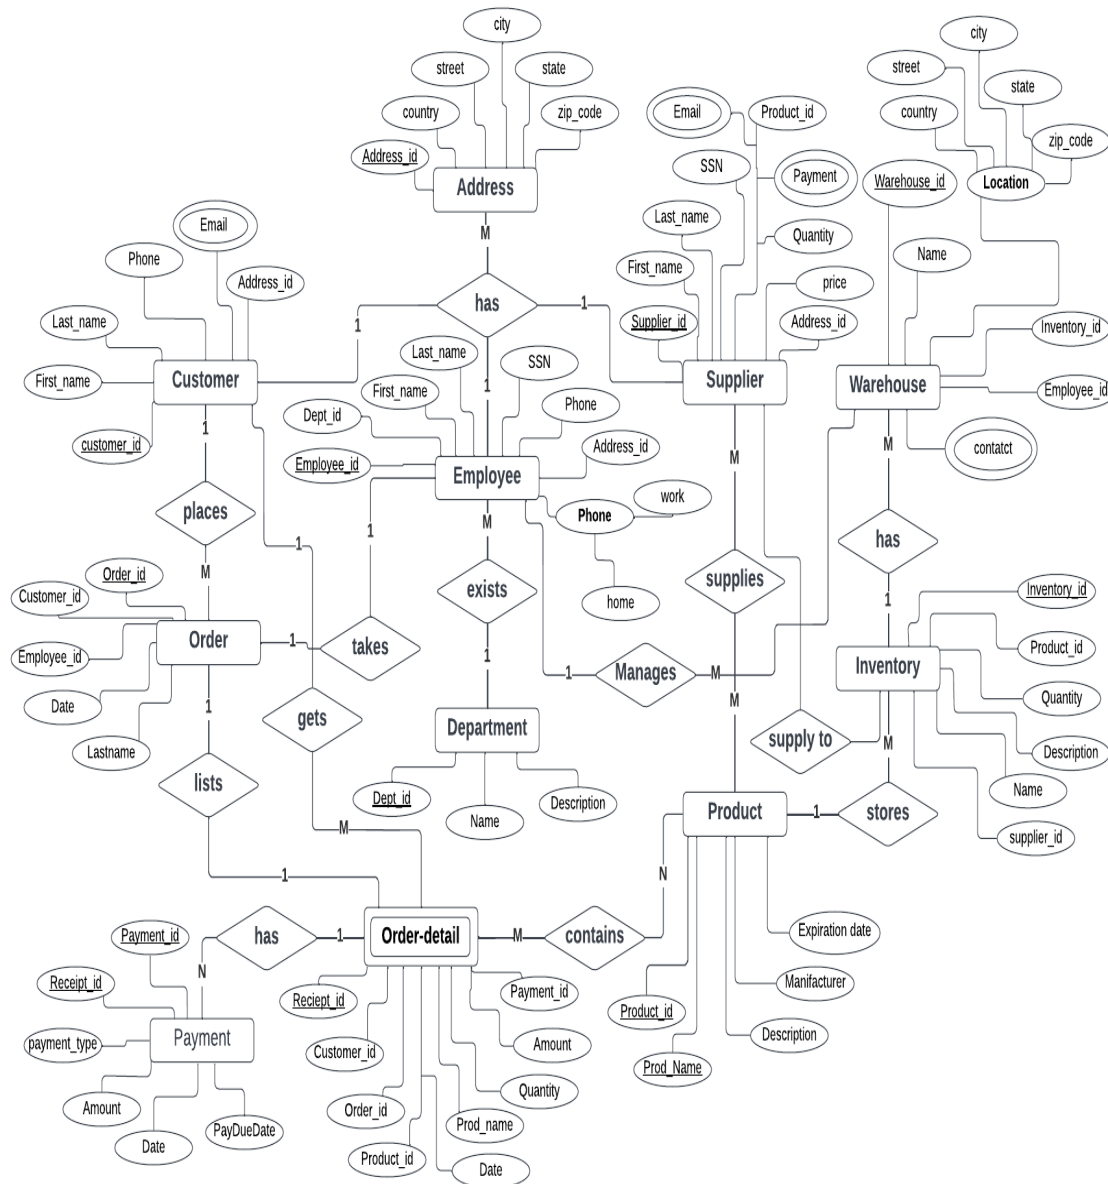 city
street
state
country
zip_code
Address_id
Address
M
Email
Phone
Address_id
Last_name
First_name
customer_id
Customer
1
has
1
1
Email
Product_id
SSN
Payment
Last_name
Quantity
First_name
price
Supplier_id
Address_id
Supplier
city
street
state
country
zip_code
Warehouse_id
Location
Name
Inventory_id
Employee_id
Warehouse
contatct
Last_name
SSN
First_name
Phone
Dept_id
Address_id
Employee_id
Employee
Phone
work
home
1
places
M
Order_id
Customer_id
Order
Employee_id
Date
Lastname
1
takes
1
1
gets
M
M
exists
1
Department
Dept_id
Name
Description
1
Manages
M
M
supplies
M
supply to
M
has
1
Inventory_id
Product_id
Inventory
Quantity
Description
Name
supplier_id
M
stores
1
Product
Expiration date
Manifacturer
Description
Product_id
Prod_Name
1
lists
1
Order-detail
M
contains
N
Reciept_id
Payment_id
Customer_id
Amount
Order_id
Quantity
Prod_name
Product_id
Date
1
has
N
Payment_id
Receipt_id
payment_type
Payment
Amount
Date
PayDueDate